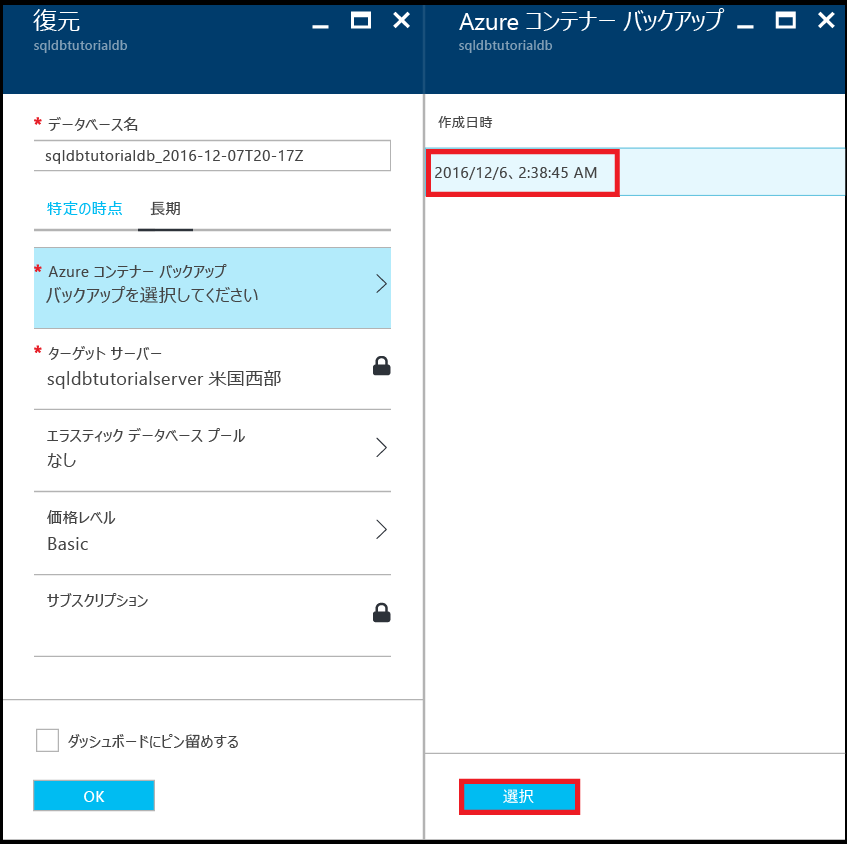 復元
sqldbtutorialdb
* データベース名
sqldbtutorialdb_2016-12-07T20-17Z
特定の時点 長期
* Azure コンテナー バックアップ
バックアップを選択してください
* ターゲット サーバー
sqldbtutorialserver 米国西部
エラスティック データベース プール
なし
価格レベル
Basic
サブスクリプション
ダッシュボードにピン留めする
OK
Azure コンテナー バックアップ
sqldbtutorialdb
作成日時
2016/12/6、2:38:45 AM
選択